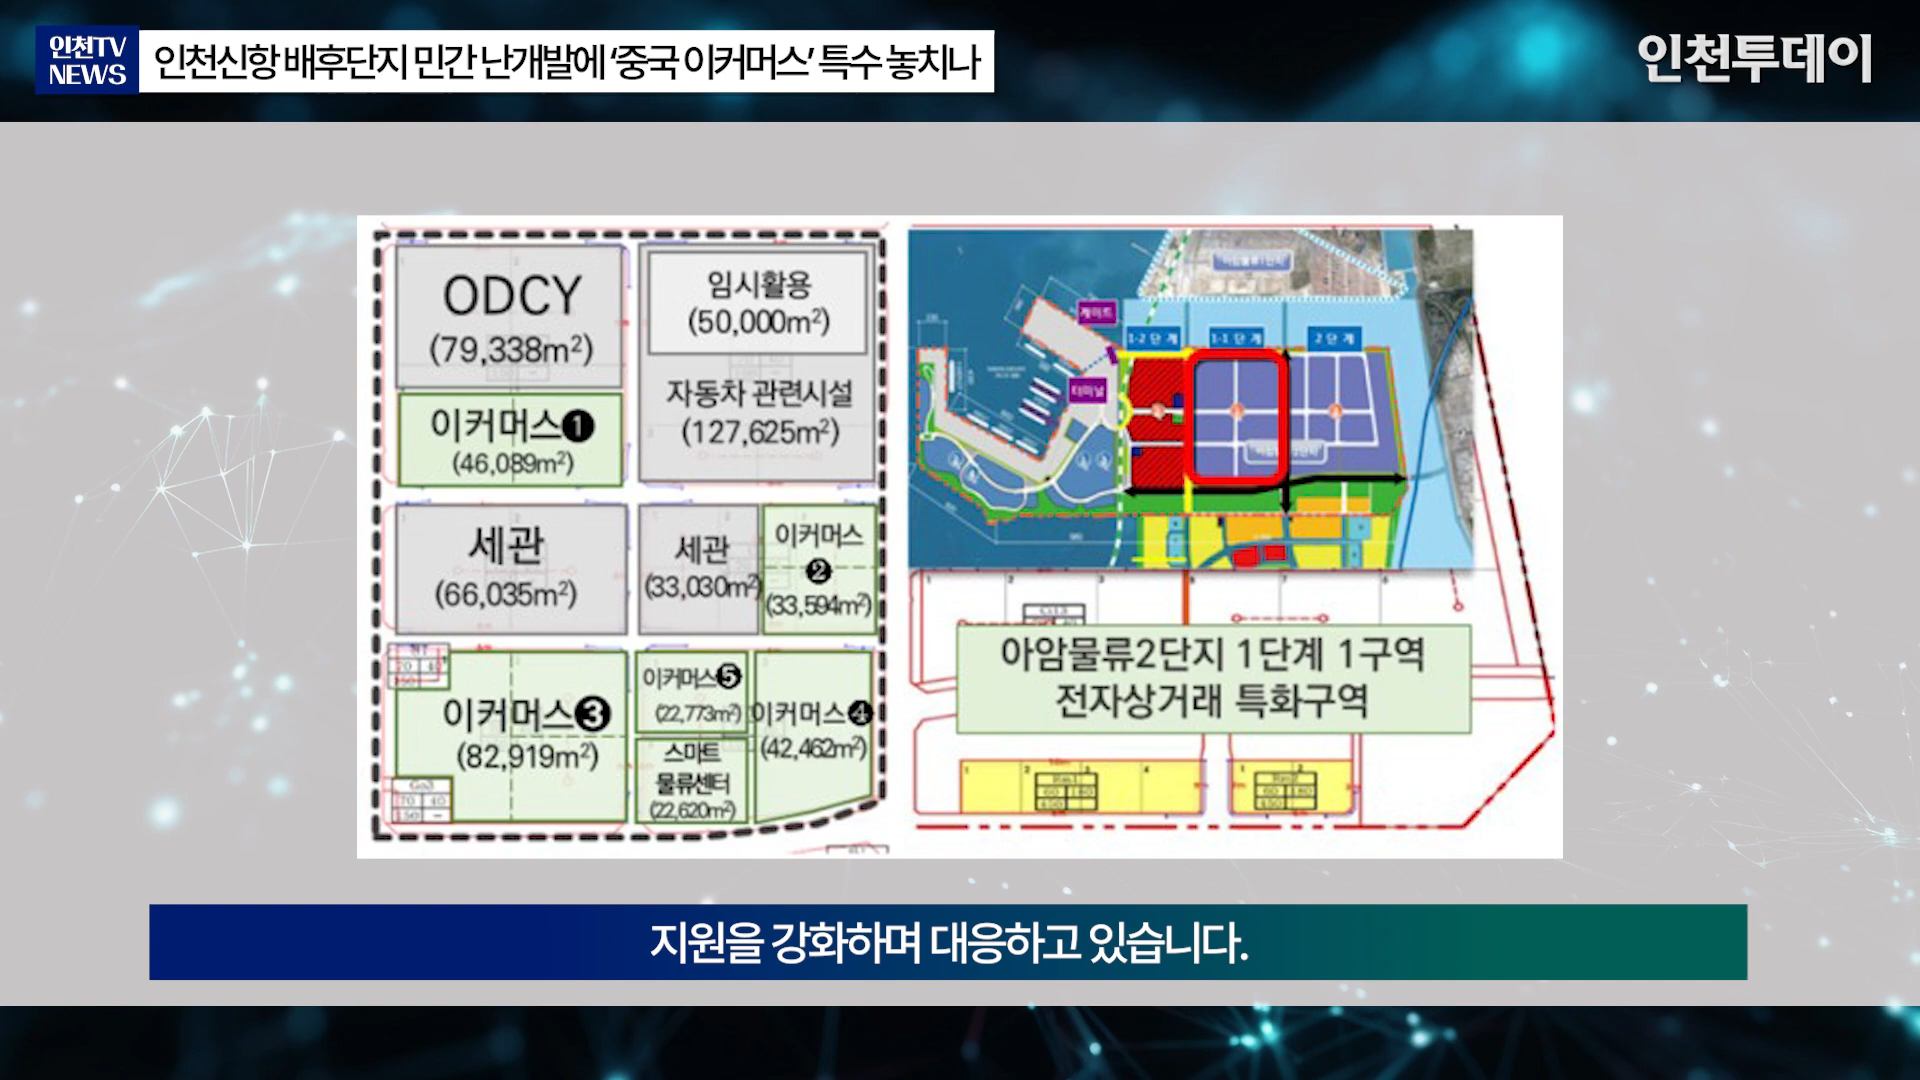 인천TV
NEWS
인천신항 배후단지 민간 난개발에 ‘중국 이커머스’ 특수 놓치나
인천투데이
ODCY
(79,338m²)
임시활용
(50,000m²)
자동차 관련시설
(127,625m²)
이커머스❶
(46,089m²)
세관
(66,035m²)
세관
(33,030m²)
이커머스
❷
(33,594m²)
이커머스❸
(82,919m²)
이커머스❺
(22,773m²)
스마트
물류센터
(22,620m²)
이커머스❹
(42,462m²)
게이트
터미널
1-2 단 계
1-1 단 계
2 단 계
아암물류2단지 1단계 1구역
전자상거래 특화구역
지원을 강화하며 대응하고 있습니다.